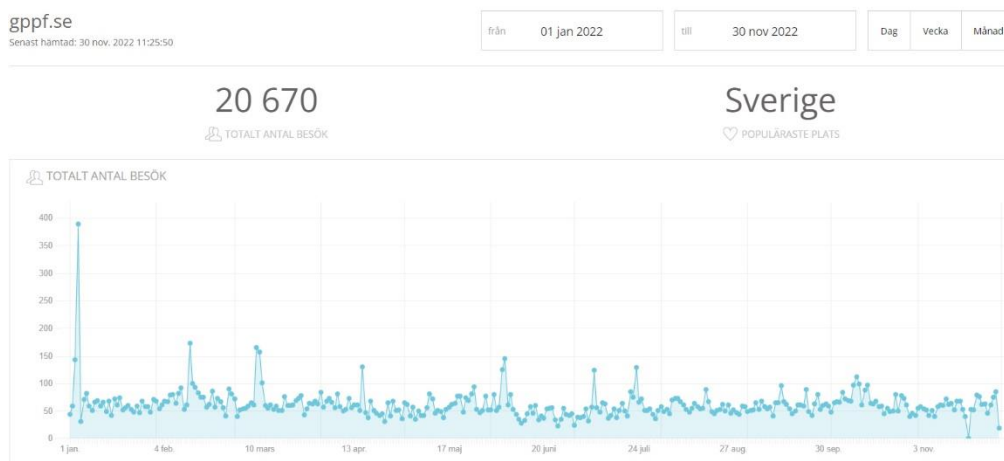 gppf.se
Senast hämtad: 30 nov. 2022 11:25:50
från 01 jan 2022 till 30 nov 2022 Dag Vecka Månad
20 670
TOTALT ANTAL BESÖK
Sverige
POPULÄRASTE PLATS
TOTALT ANTAL BESÖK
400
350
300
250
200
150
100
50
0
1 jan. 4 feb. 10 mars 13 apr. 17 maj 20 juni 24 juli 27 aug. 30 sep. 3 nov.